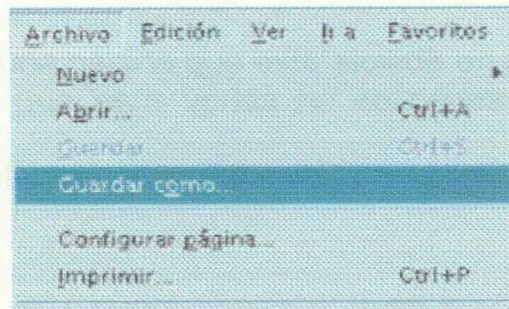 Archivo Edición Ver Ir a Favoritos
Nuevo
Abrir... Ctrl+A
Guardar Ctrl+S
Guardar como...
Configurar página...
Imprimir... Ctrl+P